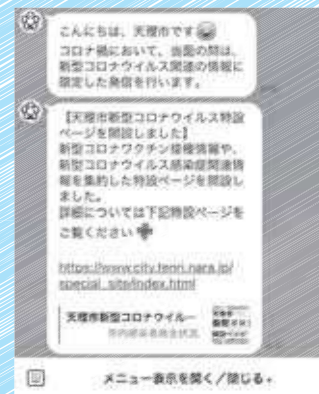 こんにちは、天理市です
コロナ禍において、当面の間は、
新型コロナウイルス関連の情報に
限定した発信を行います。
【天理市新型コロナウイルス特設
ページを開設しました】
新型コロナワクチン接種情報や、
新型コロナウイルス感染症関連情
報を集約した特設ページを開設し
ました。
詳細については下記特設ページを
ご覧ください
https://www.city.tenri.nara.jp/
special_site/index.html
天理市新型コロナウイル…
市内感染者発生状況
メニュー表示を開く／閉じる